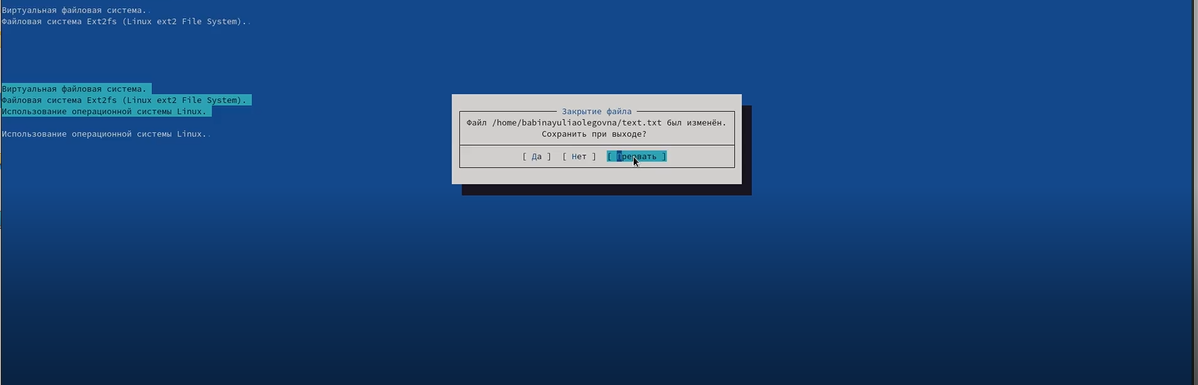 Виртуальная файловая система.
Файловая система Ext2fs (Linux ext2 File System).
Виртуальная файловая система.
Файловая система Ext2fs (Linux ext2 File System).
Использование операционной системы Linux.
Использование операционной системы Linux.
Закрытие файла
Файл /home/babinayuliaolegovna/text.txt был изменён.
Сохранить при выходе?
[ Да ] [ Нет ] [ Прервать ]